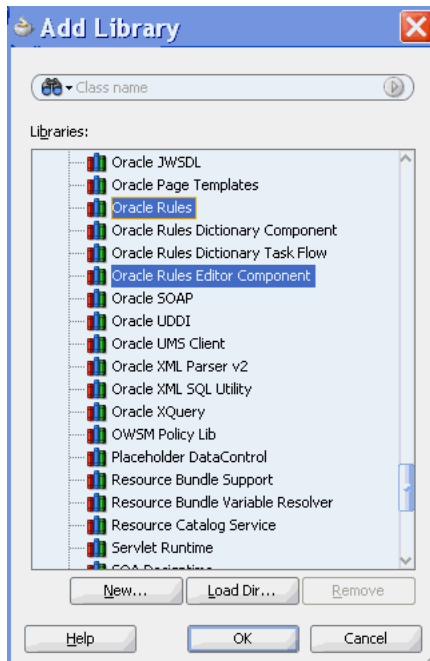 Add Library
Class name
Libraries:
Oracle JWSDL
Oracle Page Templates
Oracle Rules
Oracle Rules Dictionary Component
Oracle Rules Dictionary Task Flow
Oracle Rules Editor Component
Oracle SOAP
Oracle UDDI
Oracle UMS Client
Oracle XML Parser v2
Oracle XML SQL Utility
Oracle XQuery
OWSM Policy Lib
Placeholder DataControl
Resource Bundle Support
Resource Bundle Variable Resolver
Resource Catalog Service
Servlet Runtime
SOA Designtime
New... Load Dir... Remove
Help OK Cancel